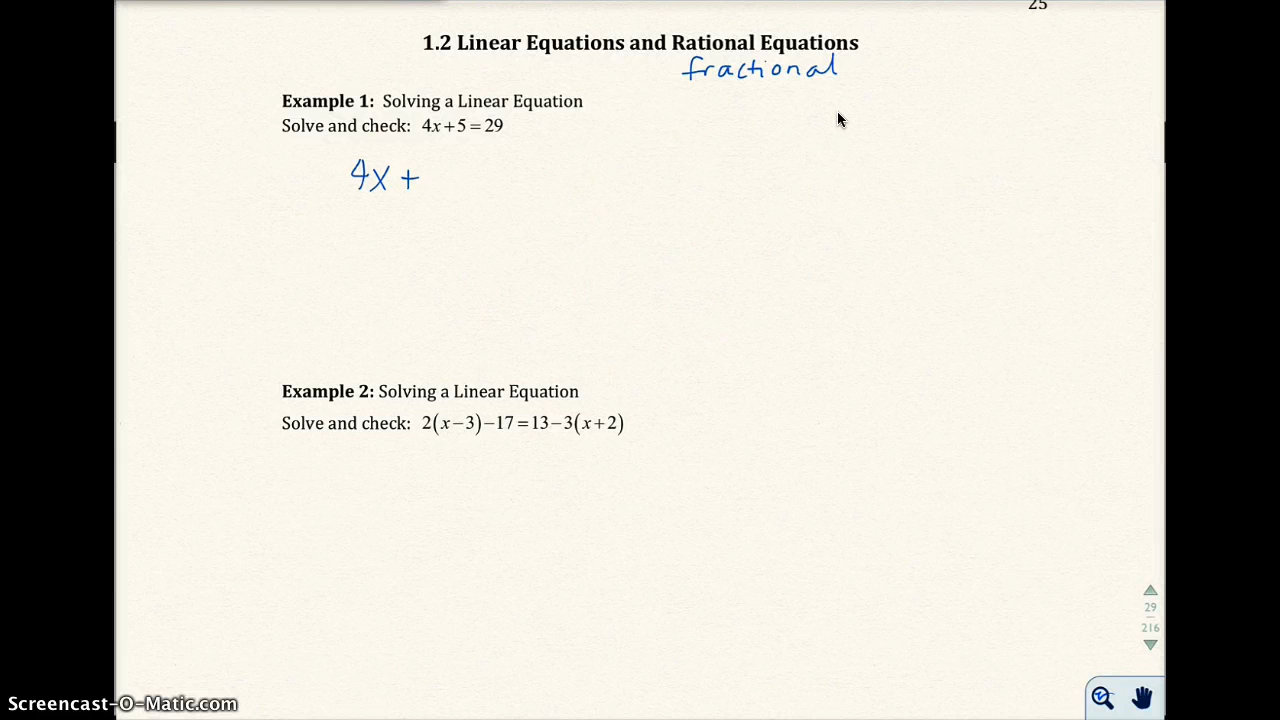 25
1.2 Linear Equations and Rational Equations
fractional
Example 1: Solving a Linear Equation
Solve and check: 4x+5=29
4x +
Example 2: Solving a Linear Equation
Solve and check: 2(x−3)−17=13−3(x+2)
29
216
Screencast-O-Matic.com